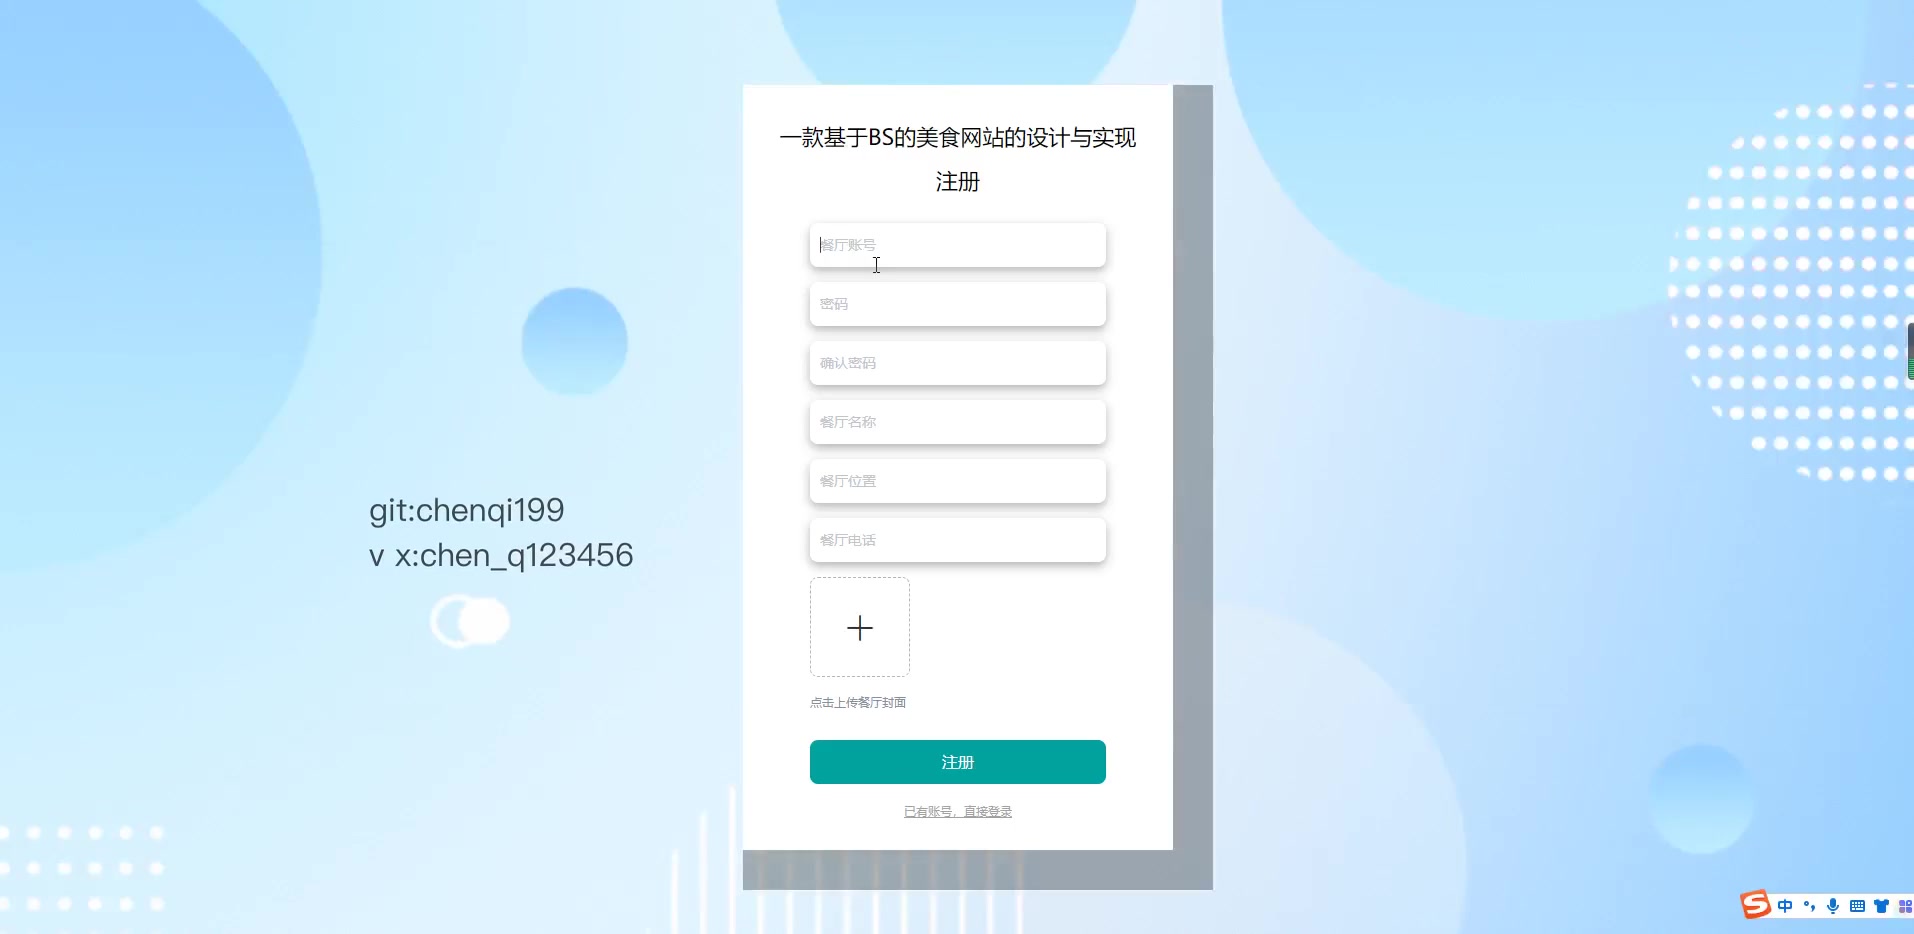 一款基于BS的美食网站的设计与实现
注册
餐厅账号
密码
确认密码
餐厅名称
餐厅位置
餐厅电话
git:chenqi199
v x:chen_q123456
点击上传餐厅封面
注册
已有账号，直接登录
中